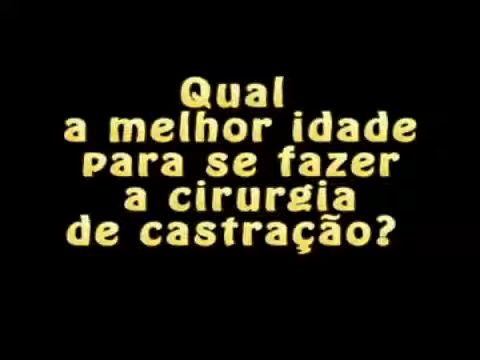 Qual
a melhor idade
para se fazer
a cirurgia
de castração?